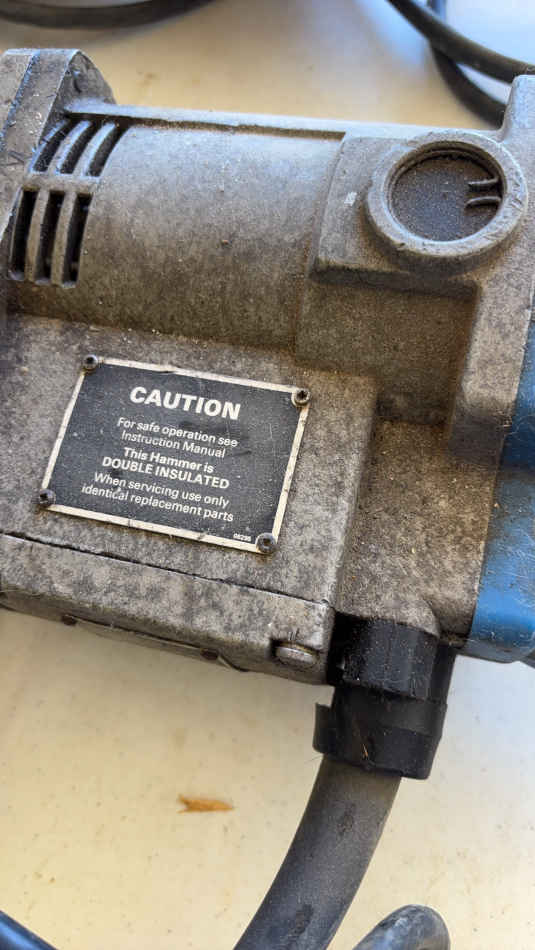 CAUTION
For safe operation see
Instruction Manual
This Hammer is
DOUBLE INSULATED
When servicing use only
identical replacement parts